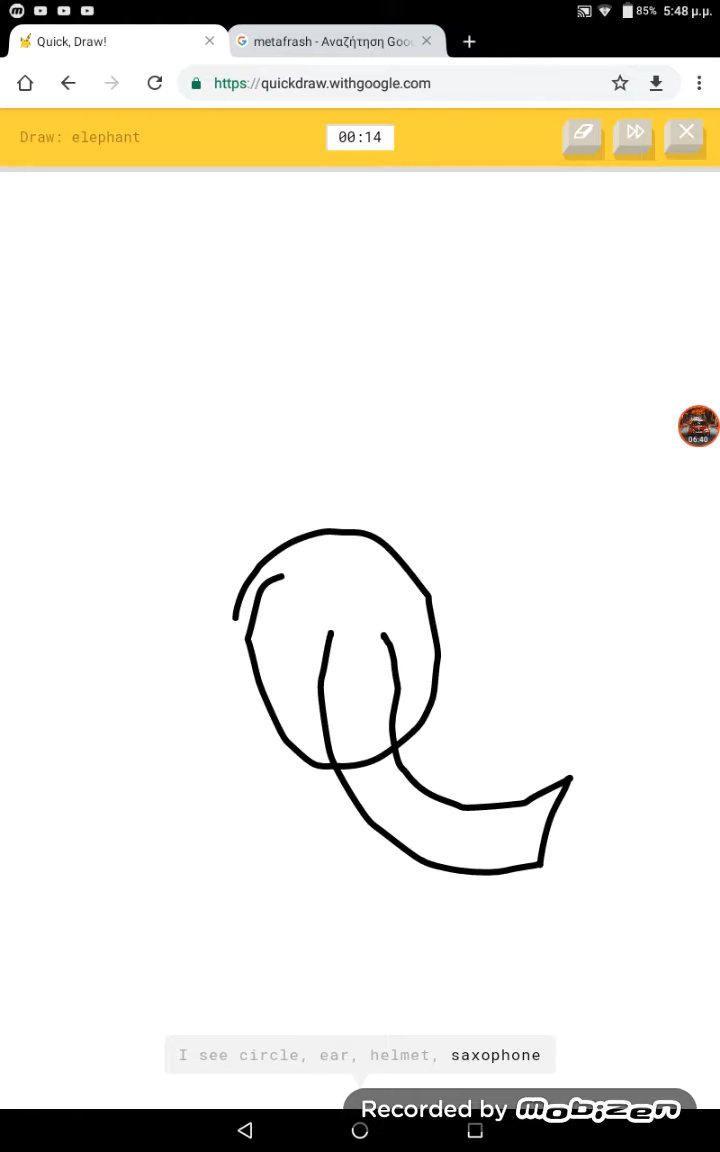 85% 5:48 μ.μ.
Quick, Draw!
metafrash - Αναζήτηση Goo
https://quickdraw.withgoogle.com
Draw: elephant
00:14
06:40
I see circle, ear, helmet, saxophone
Recorded by mobizen